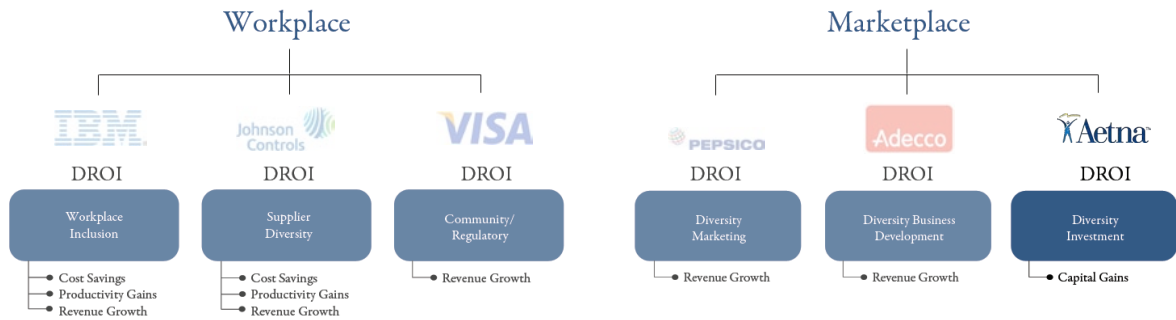 Workplace
IBM
Johnson
Controls
VISA
DROI
DROI
DROI
Workplace
Inclusion
Supplier
Diversity
Community/
Regulatory
Cost Savings
Productivity Gains
Revenue Growth
Cost Savings
Productivity Gains
Revenue Growth
Revenue Growth
Marketplace
PEPSICO
Adecco
Aetna
DROI
DROI
DROI
Diversity
Marketing
Diversity Business
Development
Diversity
Investment
Revenue Growth
Revenue Growth
Capital Gains